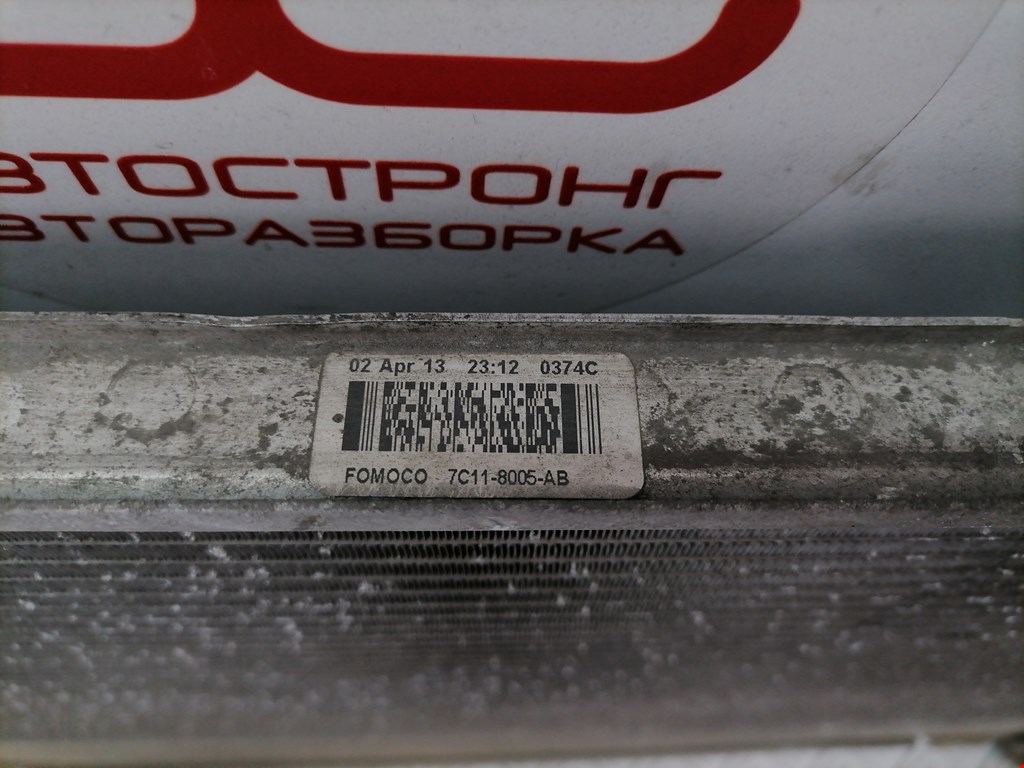 ВТОСТРОНГ
ВТОРАЗБОРКА
02 Apr 13 23:12 0374C
FOMOCO 7C11-8005-AB